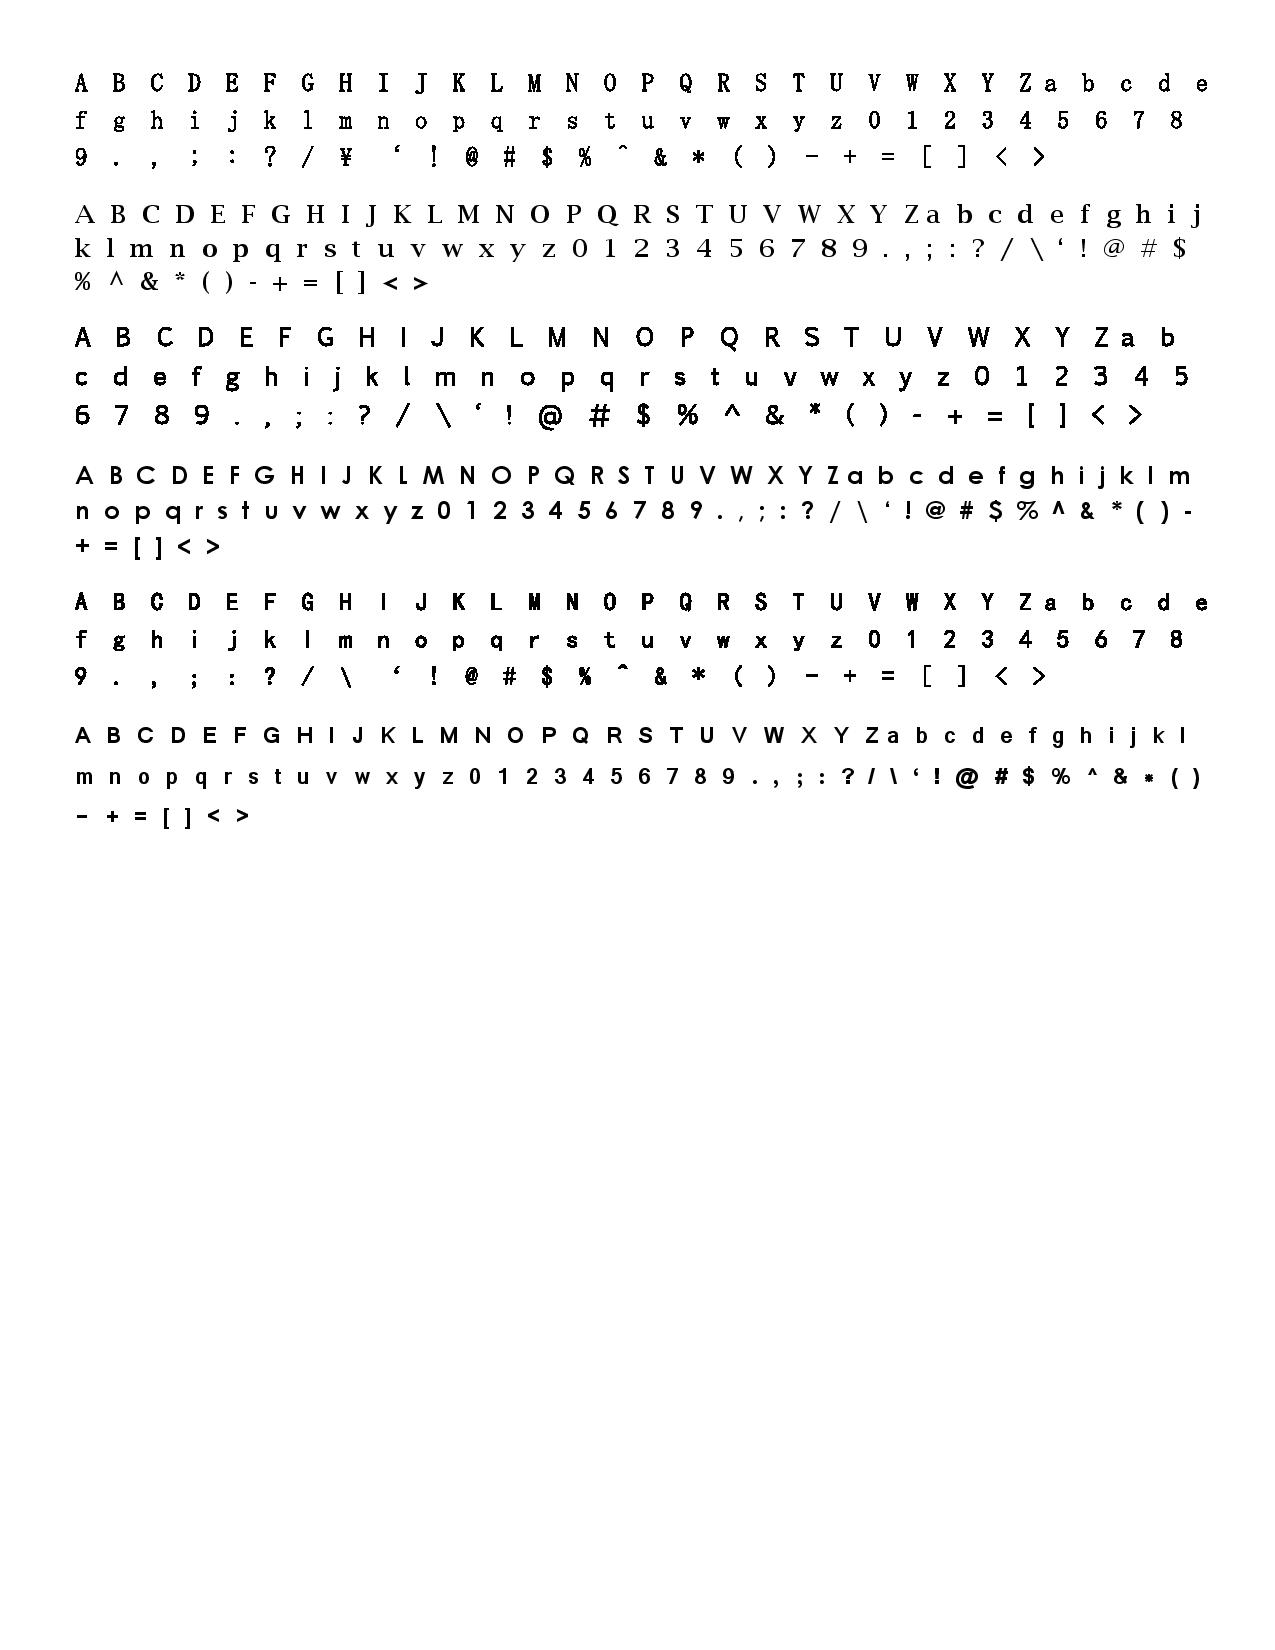 A B C D E F G H I J K L M N O P Q R S T U V W X Y Z a b c d e
f g h i j k l m n o p q r s t u v w x y z 0 1 2 3 4 5 6 7 8
9 . , ; : ? / ¥ ‘ ! @ # $ % ^ & * ( ) - + = [ ] < >
A B C D E F G H I J K L M N O P Q R S T U V W X Y Z a b c d e f g h i j
k l m n o p q r s t u v w x y z 0 1 2 3 4 5 6 7 8 9 . , ; : ? / \ ‘ ! @ # $
% ^ & * ( ) - + = [ ] < >
A B C D E F G H I J K L M N O P Q R S T U V W X Y Z a b
c d e f g h i j k l m n o p q r s t u v w x y z 0 1 2 3 4 5
6 7 8 9 . , ; : ? / \ ‘ ! @ # $ % ^ & * ( ) - + = [ ] < >
A B C D E F G H I J K L M N O P Q R S T U V W X Y Z a b c d e f g h i j k l m
n o p q r s t u v w x y z 0 1 2 3 4 5 6 7 8 9 . , ; : ? / \ ‘ ! @ # $ % ^ & * ( ) -
+ = [ ] < >
A B C D E F G H I J K L M N O P Q R S T U V W X Y Z a b c d e
f g h i j k l m n o p q r s t u v w x y z 0 1 2 3 4 5 6 7 8
9 . , ; : ? / \ ‘ ! @ # $ % ^ & * ( ) - + = [ ] < >
A B C D E F G H I J K L M N O P Q R S T U V W X Y Z a b c d e f g h i j k l
m n o p q r s t u v w x y z 0 1 2 3 4 5 6 7 8 9 . , ; : ? / \ ‘ ! @ # $ % ^ & * ( )
- + = [ ] < >